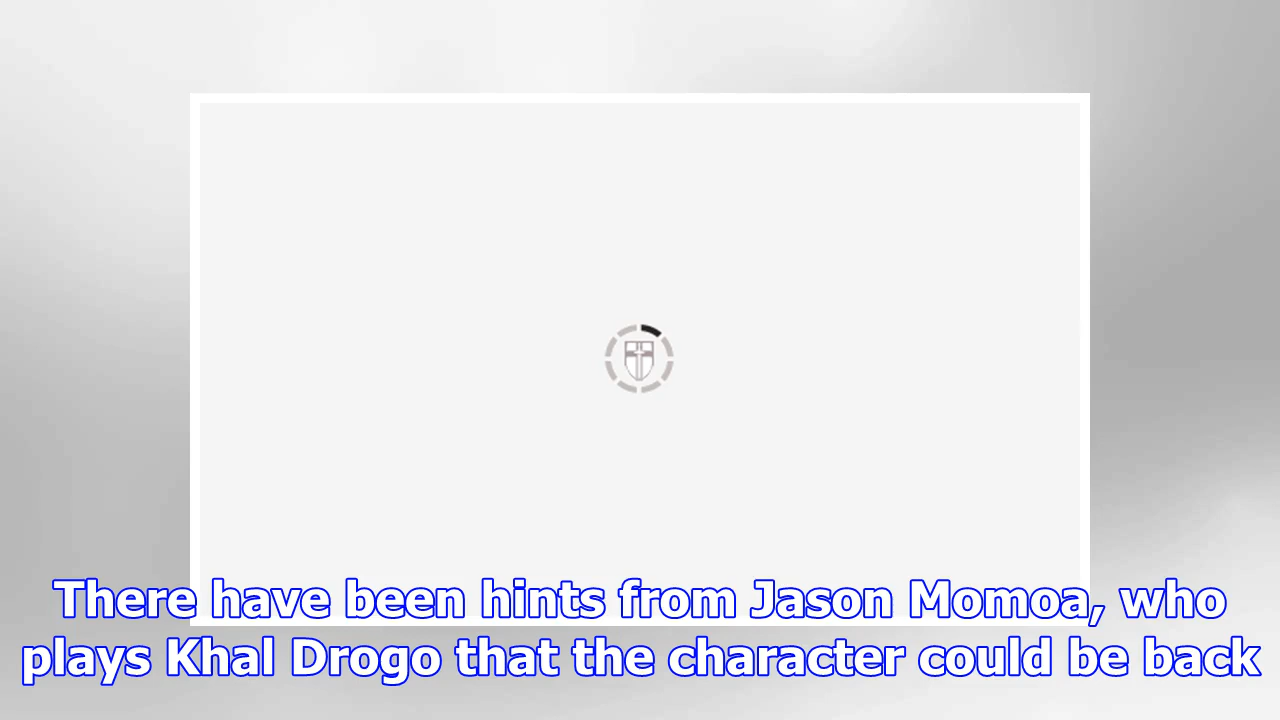 There have been hints from Jason Momoa, who
plays Khal Drogo that the character could be back